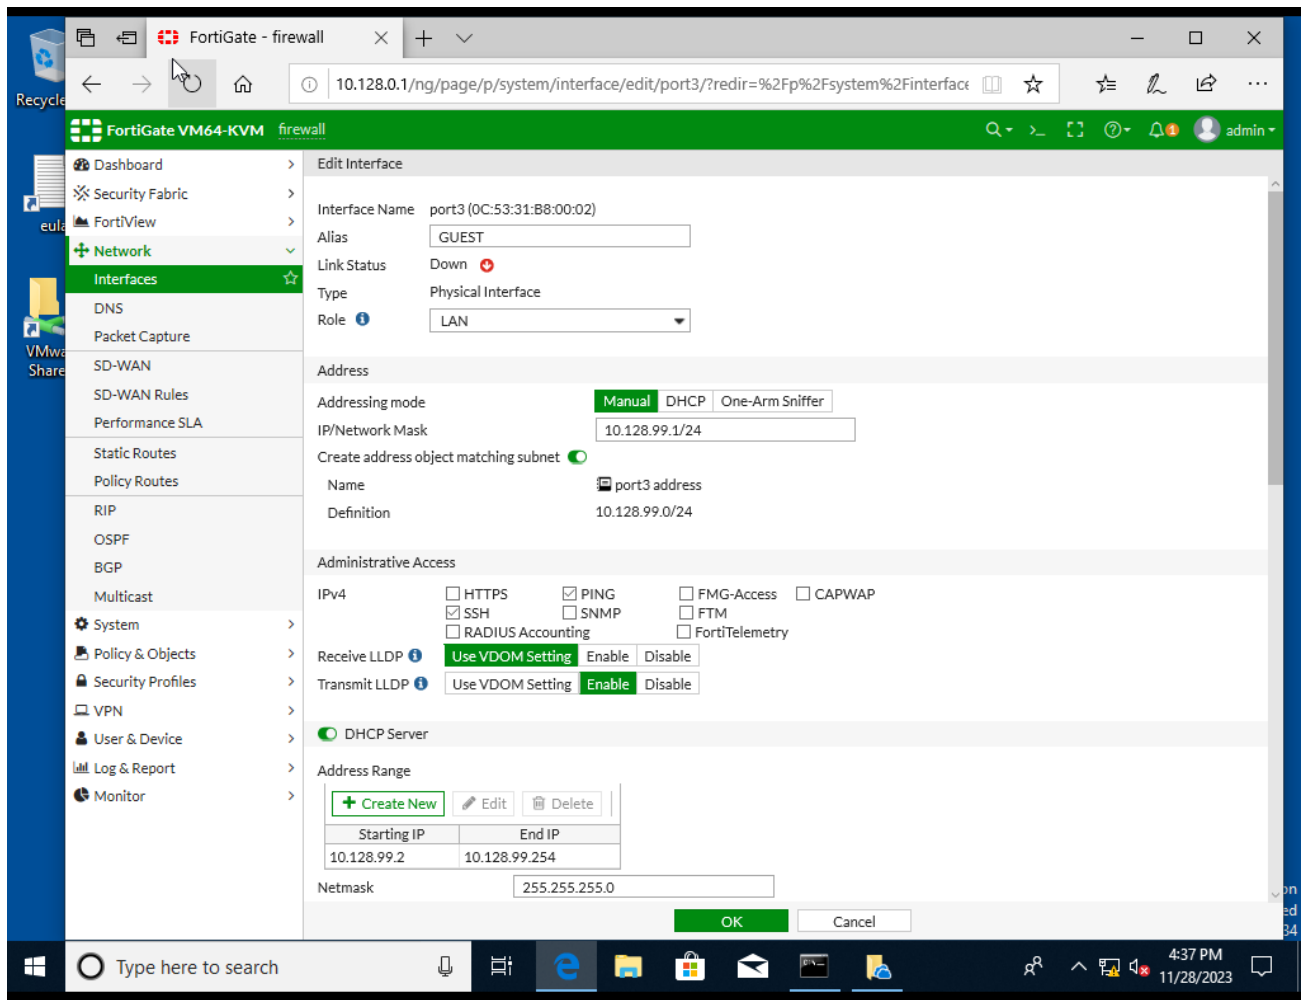 FortiGate - firewall
Recycle
10.128.0.1/ng/page/p/system/interface/edit/port3/?redir=%2Fp%2Fsystem%2Finterface
FortiGate VM64-KVM firewall
1 admin
Dashboard
Edit Interface
Security Fabric
Interface Name port3 (0C:53:31:B8:00:02)
eula
FortiView
Alias GUEST
Network
Link Status Down
Interfaces
Type Physical Interface
DNS
Role LAN
Packet Capture
VMwa
Share
SD-WAN
Address
SD-WAN Rules
Addressing mode Manual DHCP One-Arm Sniffer
Performance SLA
IP/Network Mask 10.128.99.1/24
Static Routes
Create address object matching subnet
Policy Routes
Name port3 address
RIP
Definition 10.128.99.0/24
OSPF
BGP
Administrative Access
Multicast
IPv4 HTTPS PING FMG-Access CAPWAP
SSH SNMP FTM
System
RADIUS Accounting FortiTelemetry
Policy & Objects
Receive LLDP Use VDOM Setting Enable Disable
Security Profiles
Transmit LLDP Use VDOM Setting Enable Disable
VPN
User & Device
DHCP Server
Log & Report
Address Range
Monitor
Create New Edit Delete
Starting IP End IP
10.128.99.2 10.128.99.254
Netmask 255.255.255.0
on
ed
34
OK Cancel
Type here to search
4:37 PM
11/28/2023